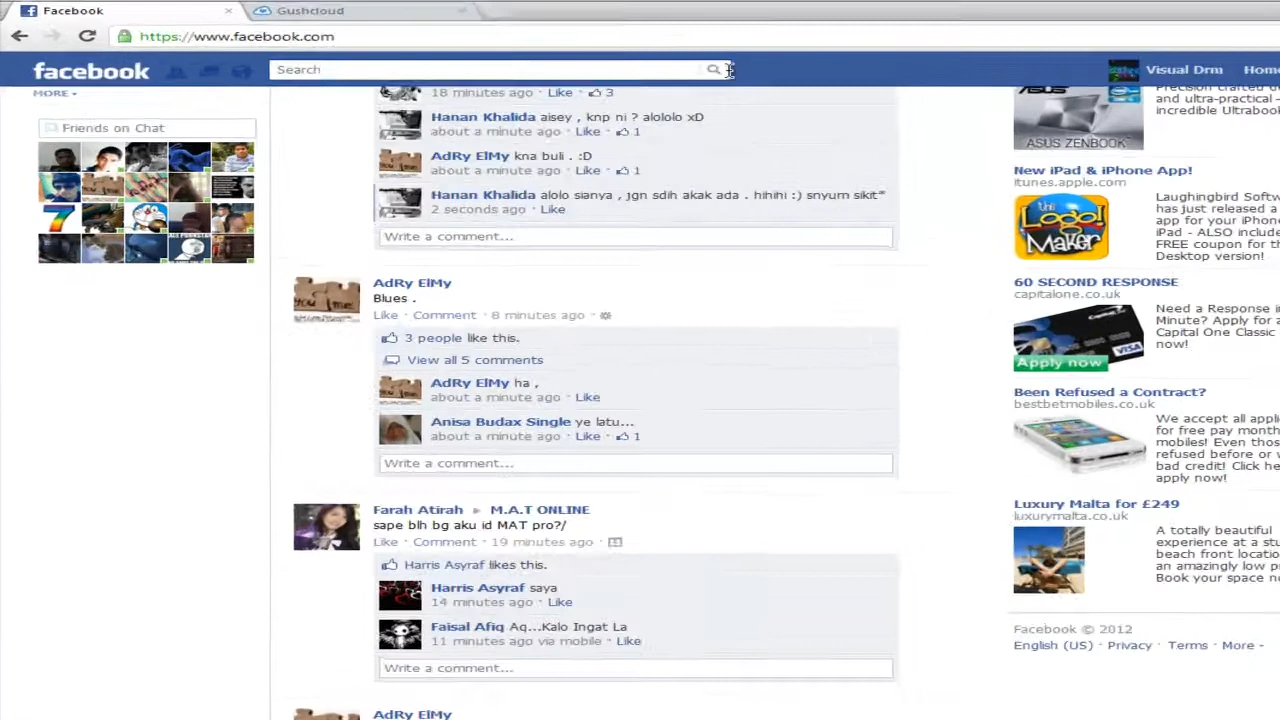 Facebook
Gushcloud
https://www.facebook.com
facebook
Search
Visual Drm
Home
MORE
Friends on Chat
18 minutes ago · Like · 3
Hanan Khalida aisey , knp ni ? alololo xD
about a minute ago · Like · 1
AdRy ElMy kna buli . :D
about a minute ago · Like · 1
Hanan Khalida alolo sianya , jgn sdih akak ada . hihihi :) snyum sikit"
2 seconds ago · Like
Write a comment...
AdRy ElMy
Blues .
Like · Comment · 8 minutes ago ·
3 people like this.
View all 5 comments
AdRy ElMy ha ,
about a minute ago · Like
Anisa Budax Single ye latu...
about a minute ago · Like · 1
Write a comment...
Farah Atirah ▸ M.A.T ONLINE
sape blh bg aku id MAT pro?/
Like · Comment · 19 minutes ago ·
Harris Asyraf likes this.
Harris Asyraf saya
14 minutes ago · Like
Faisal Afiq Aq...Kalo Ingat La
11 minutes ago via mobile · Like
Write a comment...
AdRy ElMy
Precision crafted
and ultra-practical -
incredible Ultrabook
ASUS ZENBOOK
New iPad & iPhone App!
itunes.apple.com
the Logo! Maker
Laughingbird Softw
has just released a
app for your iPhone
iPad - ALSO include
FREE coupon for th
Desktop version!
60 SECOND RESPONSE
capitalone.co.uk
VISA
Apply now
Need a Response in
Minute? Apply for a
Capital One Classic
now!
Been Refused a Contract?
bestbetmobiles.co.uk
We accept all appli
for free pay month
mobiles! Even thos
refused before or w
bad credit! Click he
apply now!
Luxury Malta for £249
luxurymalta.co.uk
A totally beautiful
experience at a stu
beach front locatio
an amazingly low p
Book your space n
Facebook © 2012
English (US) · Privacy · Terms · More